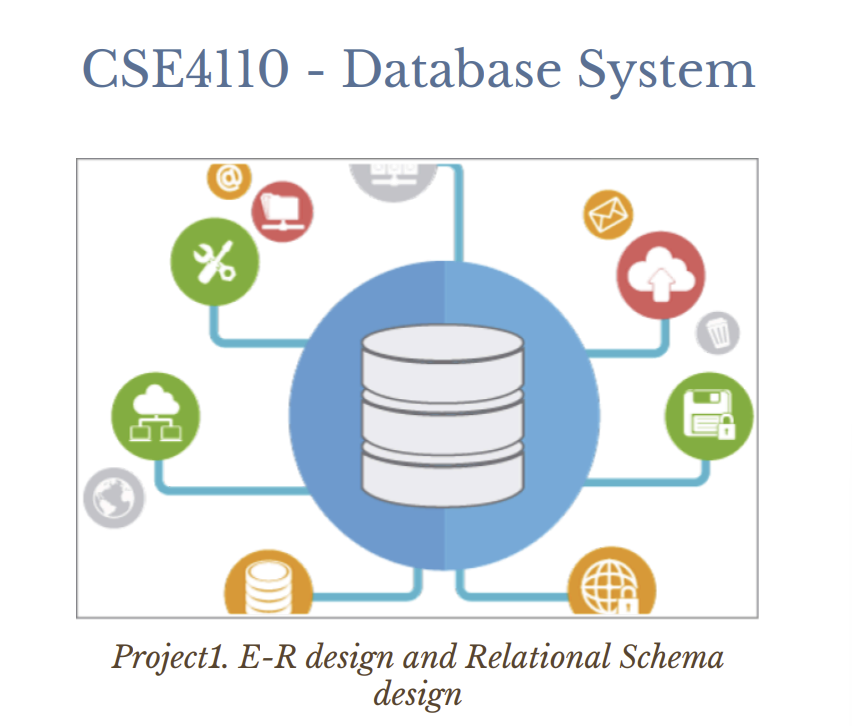 CSE4110 - Database System
@
Project1. E-R design and Relational Schema
design